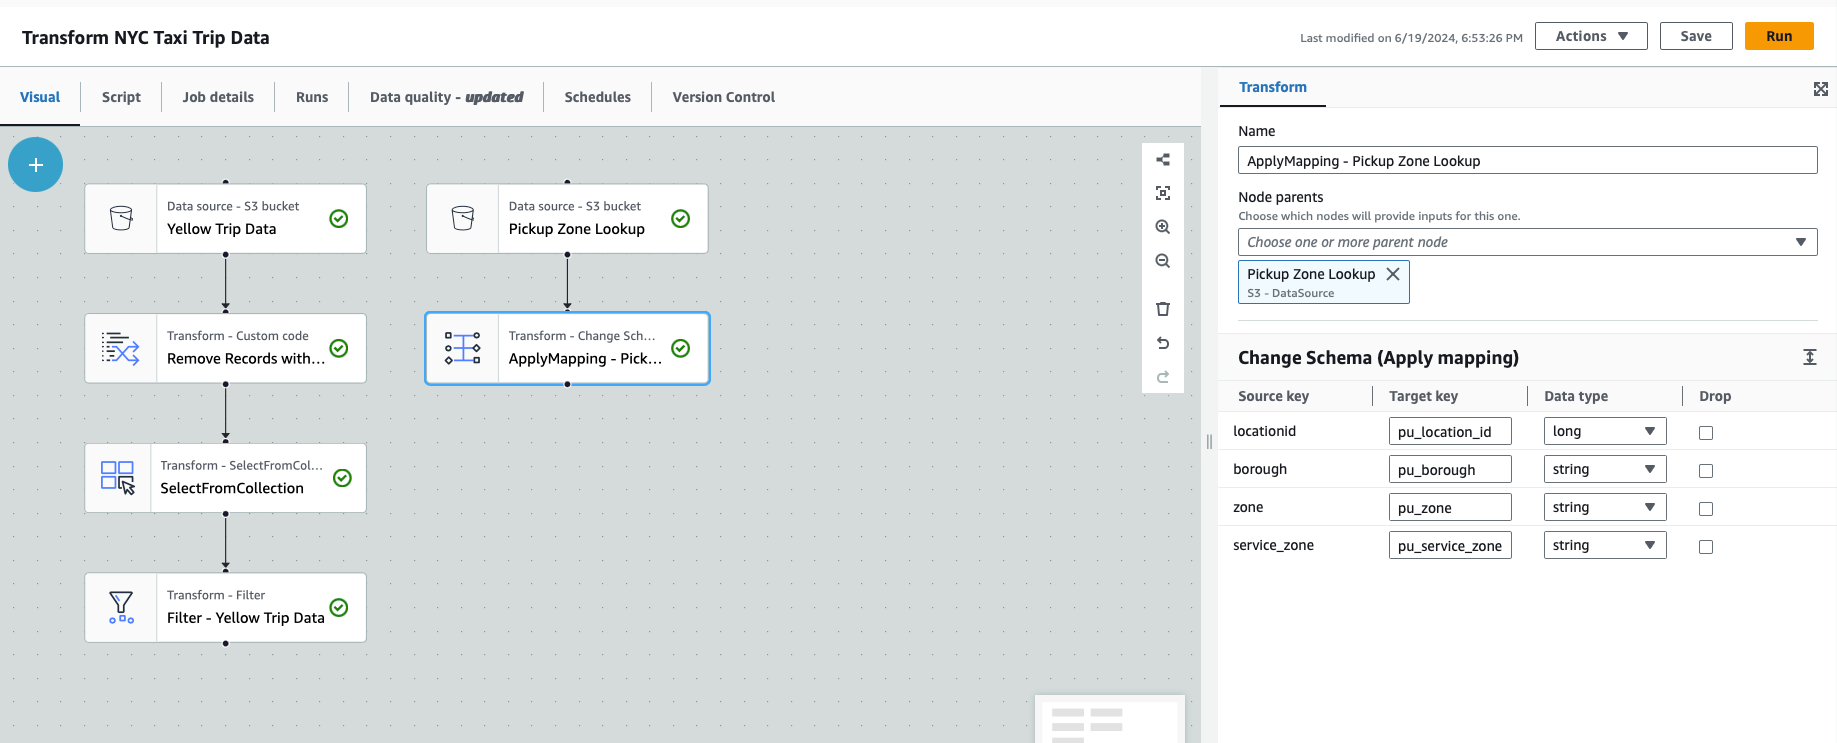 Transform NYC Taxi Trip Data
Last modified on 6/19/2024, 6:53:26 PM
Actions
Save
Run
Visual
Script
Job details
Runs
Data quality - updated
Schedules
Version Control
Data source - S3 bucket
Yellow Trip Data
Data source - S3 bucket
Pickup Zone Lookup
Transform - Custom code
Remove Records with...
Transform - Change Sch...
ApplyMapping - Pick...
Transform - SelectFromCol...
SelectFromCollection
Transform - Filter
Filter - Yellow Trip Data
Transform
Name
ApplyMapping - Pickup Zone Lookup
Node parents
Choose which nodes will provide inputs for this one.
Choose one or more parent node
Pickup Zone Lookup
S3 - DataSource
Change Schema (Apply mapping)
Source key Target key Data type Drop
locationid pu_location_id long
borough pu_borough string
zone pu_zone string
service_zone pu_service_zone string